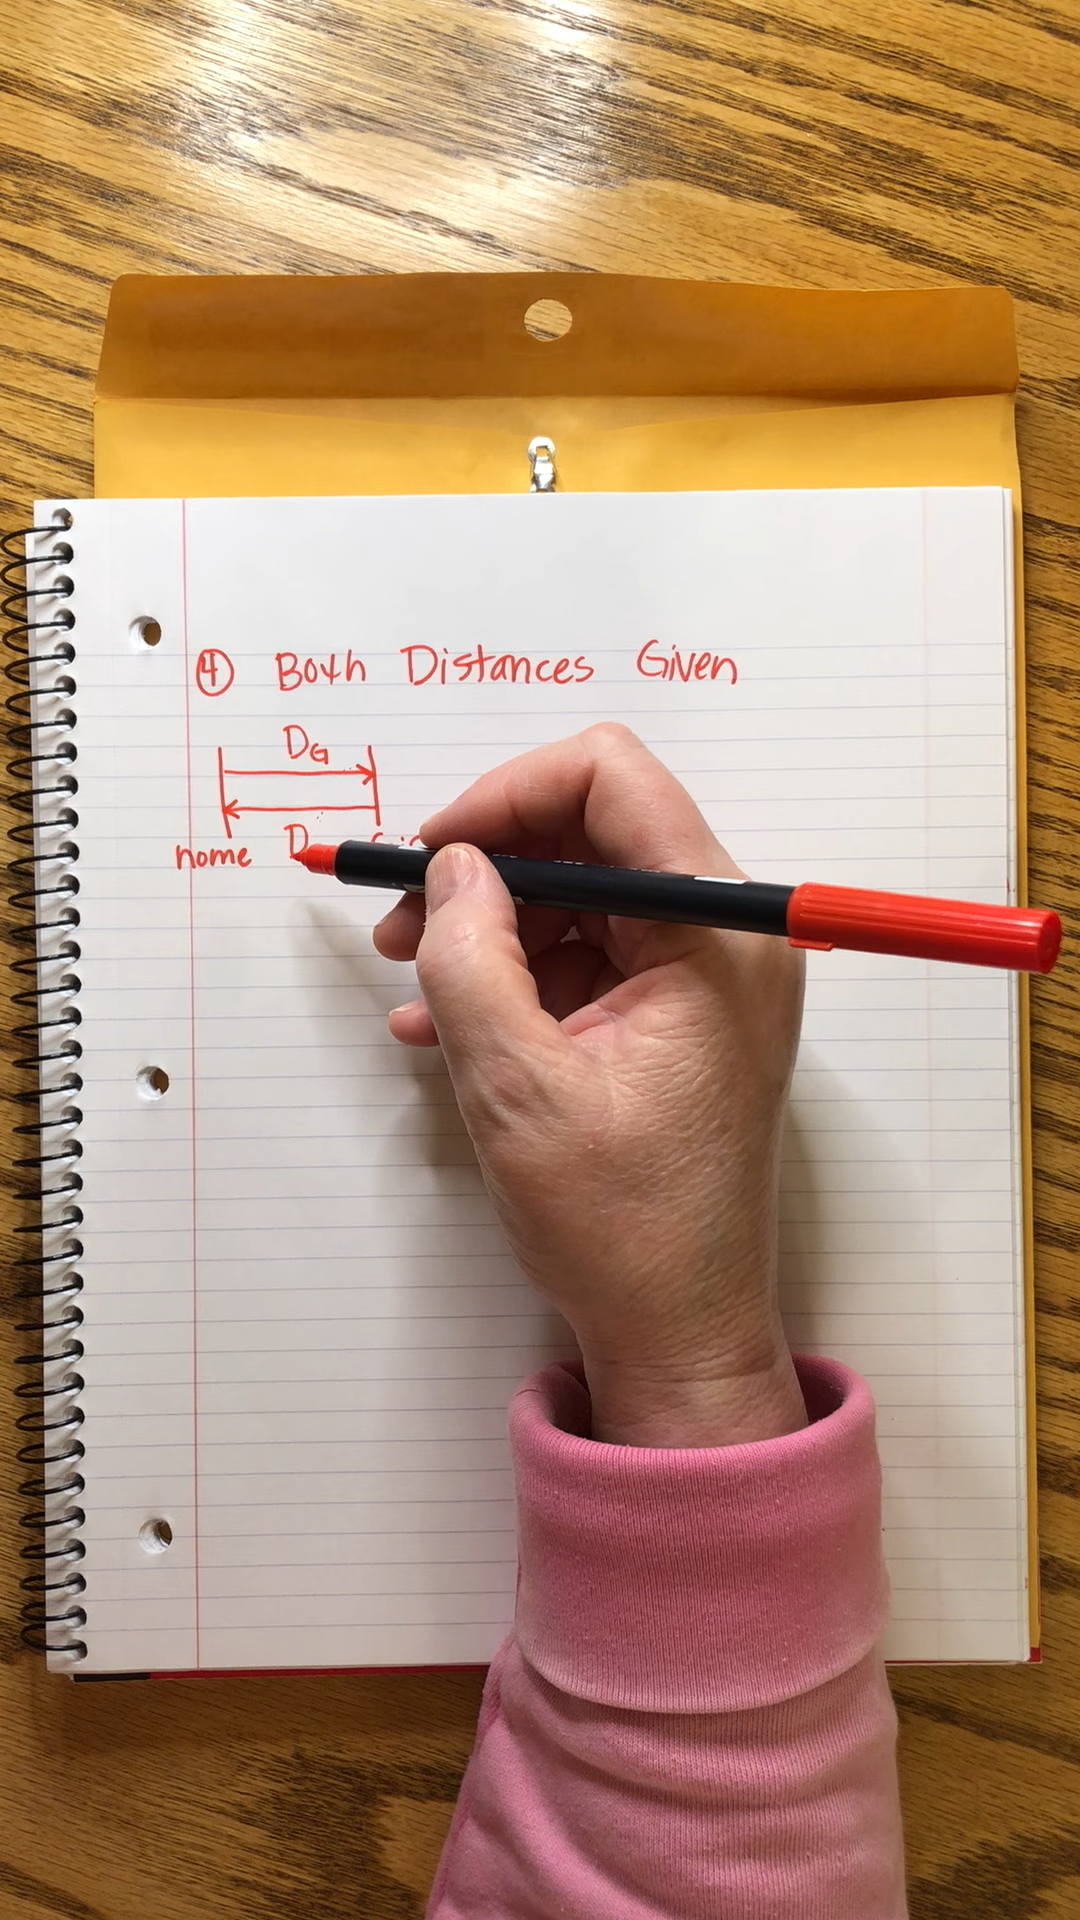 ④ Both Distances Given
DG
home D